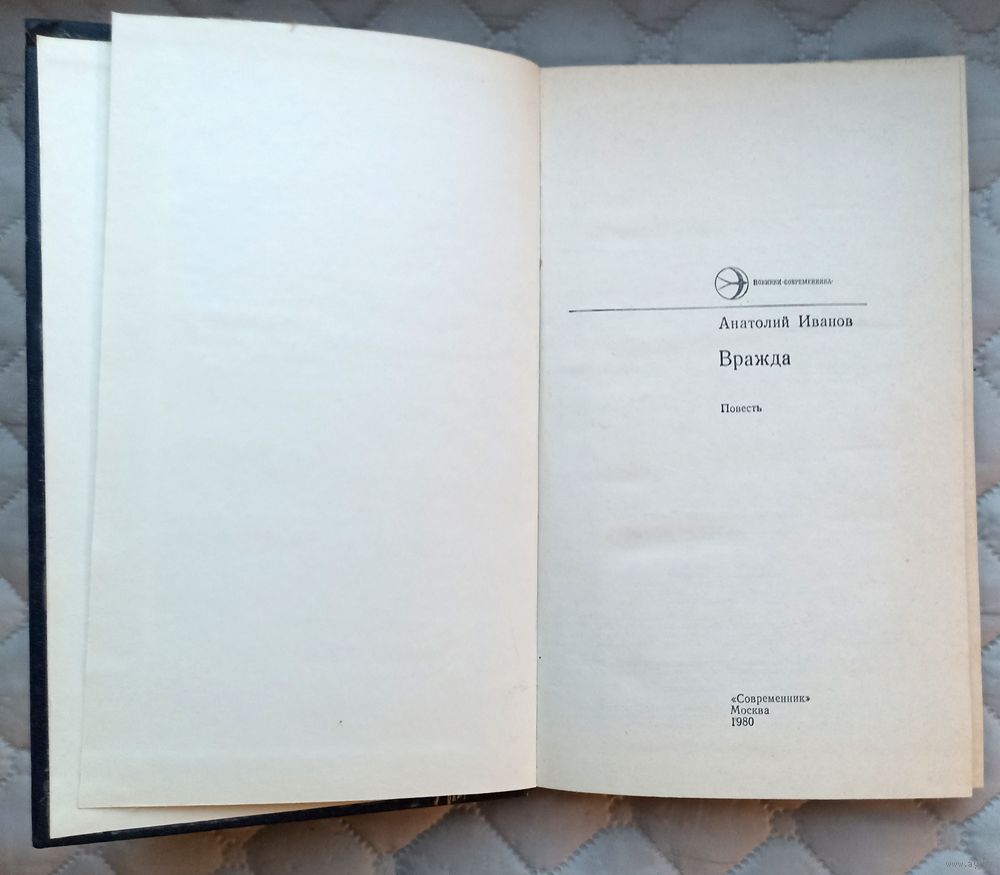 Новинки «Современника»
Анатолий Иванов
Вражда
Повесть
«Современник»
Москва
1980